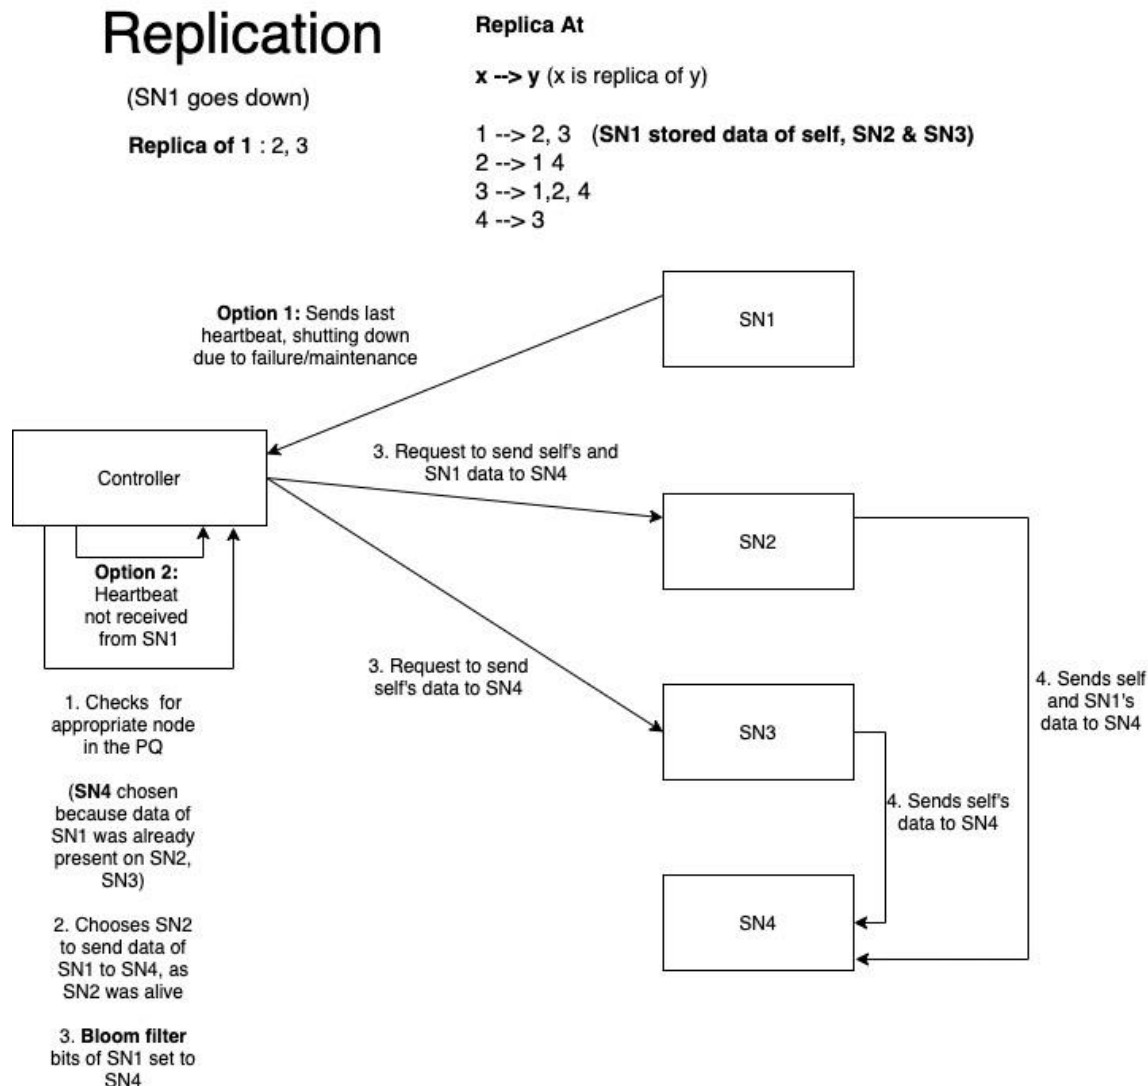 Replication
(SN1 goes down)
Replica of 1 : 2, 3
Replica At
x --> y (x is replica of y)
1 --> 2, 3 (SN1 stored data of self, SN2 & SN3)
2 --> 1 4
3 --> 1,2, 4
4 --> 3
Option 1: Sends last
heartbeat, shutting down
due to failure/maintenance
SN1
Controller
3. Request to send self's and
SN1 data to SN4
SN2
Option 2:
Heartbeat
not received
from SN1
3. Request to send
self's data to SN4
SN3
4. Sends self
and SN1's
data to SN4
4. Sends self's
data to SN4
SN4
1. Checks for
appropriate node
in the PQ
(SN4 chosen
because data of
SN1 was already
present on SN2,
SN3)
2. Chooses SN2
to send data of
SN1 to SN4, as
SN2 was alive
3. Bloom filter
bits of SN1 set to
SN4